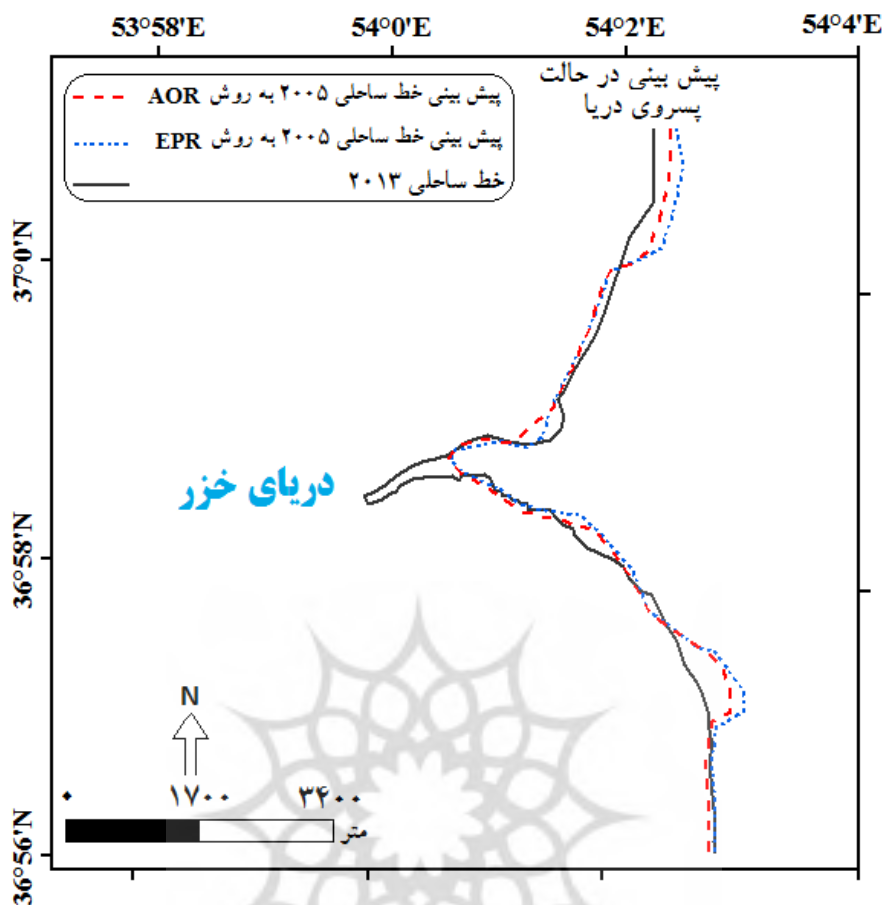 53°58'E 54°0'E 54°2'E 54°4'E
پیش بینی خط ساحلی ۲۰۰۵ به روش AOR
پیش بینی خط ساحلی ۲۰۰۵ به روش EPR
خط ساحلی ۲۰۱۳
پیش بینی در حالت
پسروی دریا
37°0'N
دریای خزر
36°58'N
N
۰ ۱۷۰۰ ۳۴۰۰
متر
36°56'N